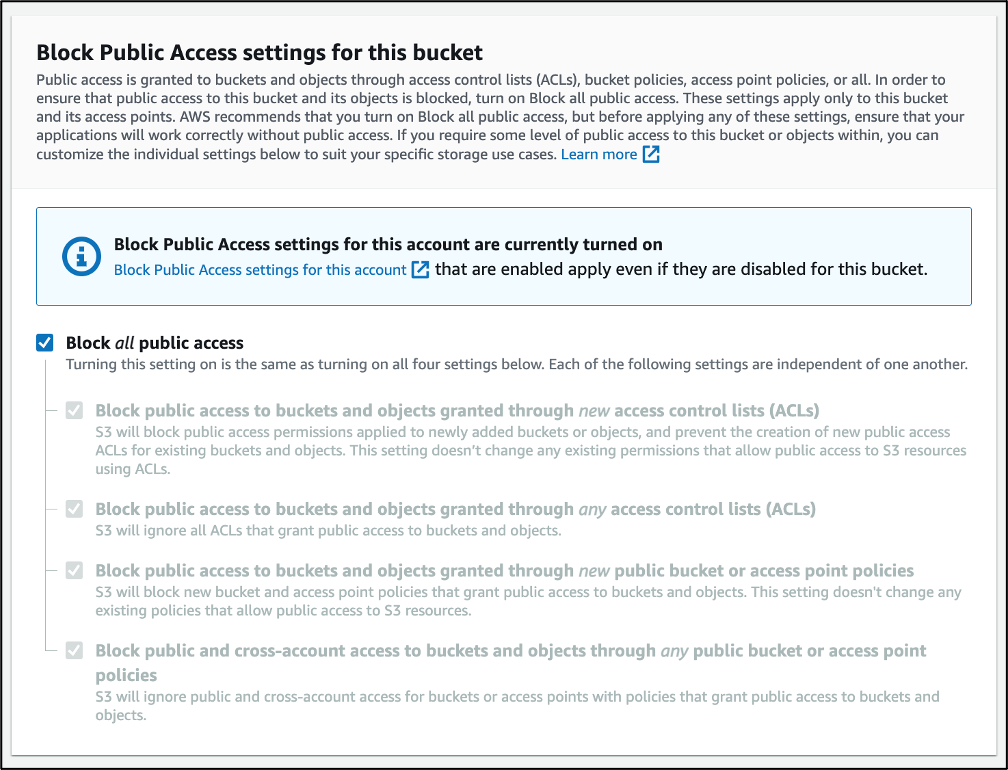 Block Public Access settings for this bucket
Public access is granted to buckets and objects through access control lists (ACLs), bucket policies, access point policies, or all. In order to
ensure that public access to this bucket and its objects is blocked, turn on Block all public access. These settings apply only to this bucket
and its access points. AWS recommends that you turn on Block all public access, but before applying any of these settings, ensure that your
applications will work correctly without public access. If you require some level of public access to this bucket or objects within, you can
customize the individual settings below to suit your specific storage use cases. Learn more
Block Public Access settings for this account are currently turned on
Block Public Access settings for this account that are enabled apply even if they are disabled for this bucket.
Block all public access
Turning this setting on is the same as turning on all four settings below. Each of the following settings are independent of one another.
Block public access to buckets and objects granted through new access control lists (ACLs)
S3 will block public access permissions applied to newly added buckets or objects, and prevent the creation of new public access
ACLs for existing buckets and objects. This setting doesn't change any existing permissions that allow public access to S3 resources
using ACLs.
Block public access to buckets and objects granted through any access control lists (ACLs)
S3 will ignore all ACLs that grant public access to buckets and objects.
Block public access to buckets and objects granted through new public bucket or access point policies
S3 will block new bucket and access point policies that grant public access to buckets and objects. This setting doesn't change any
existing policies that allow public access to S3 resources.
Block public and cross-account access to buckets and objects through any public bucket or access point
policies
S3 will ignore public and cross-account access for buckets or access points with policies that grant public access to buckets and
objects.